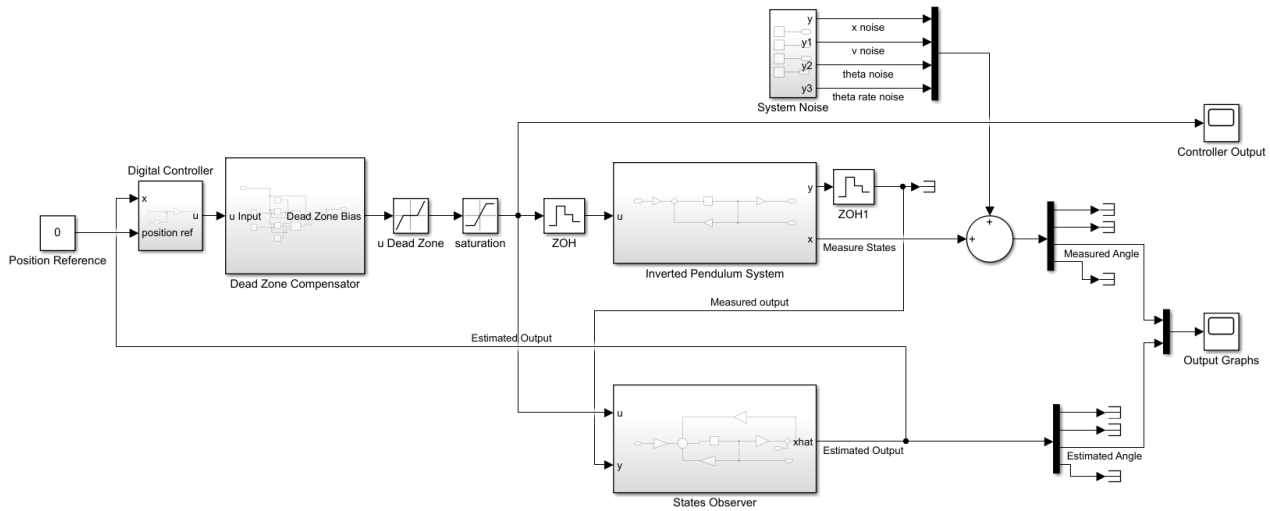 y
x noise
y1
v noise
y2
theta noise
y3
theta rate noise
System Noise
Controller Output
Digital Controller
x
u
position ref
0
Position Reference
u Input
Dead Zone Bias
Dead Zone Compensator
u Dead Zone
saturation
ZOH
u
y
x
Inverted Pendulum System
ZOH1
Measure States
+
+
Measured Angle
Measured output
Estimated Output
Output Graphs
u
y
xhat
States Observer
Estimated Output
Estimated Angle